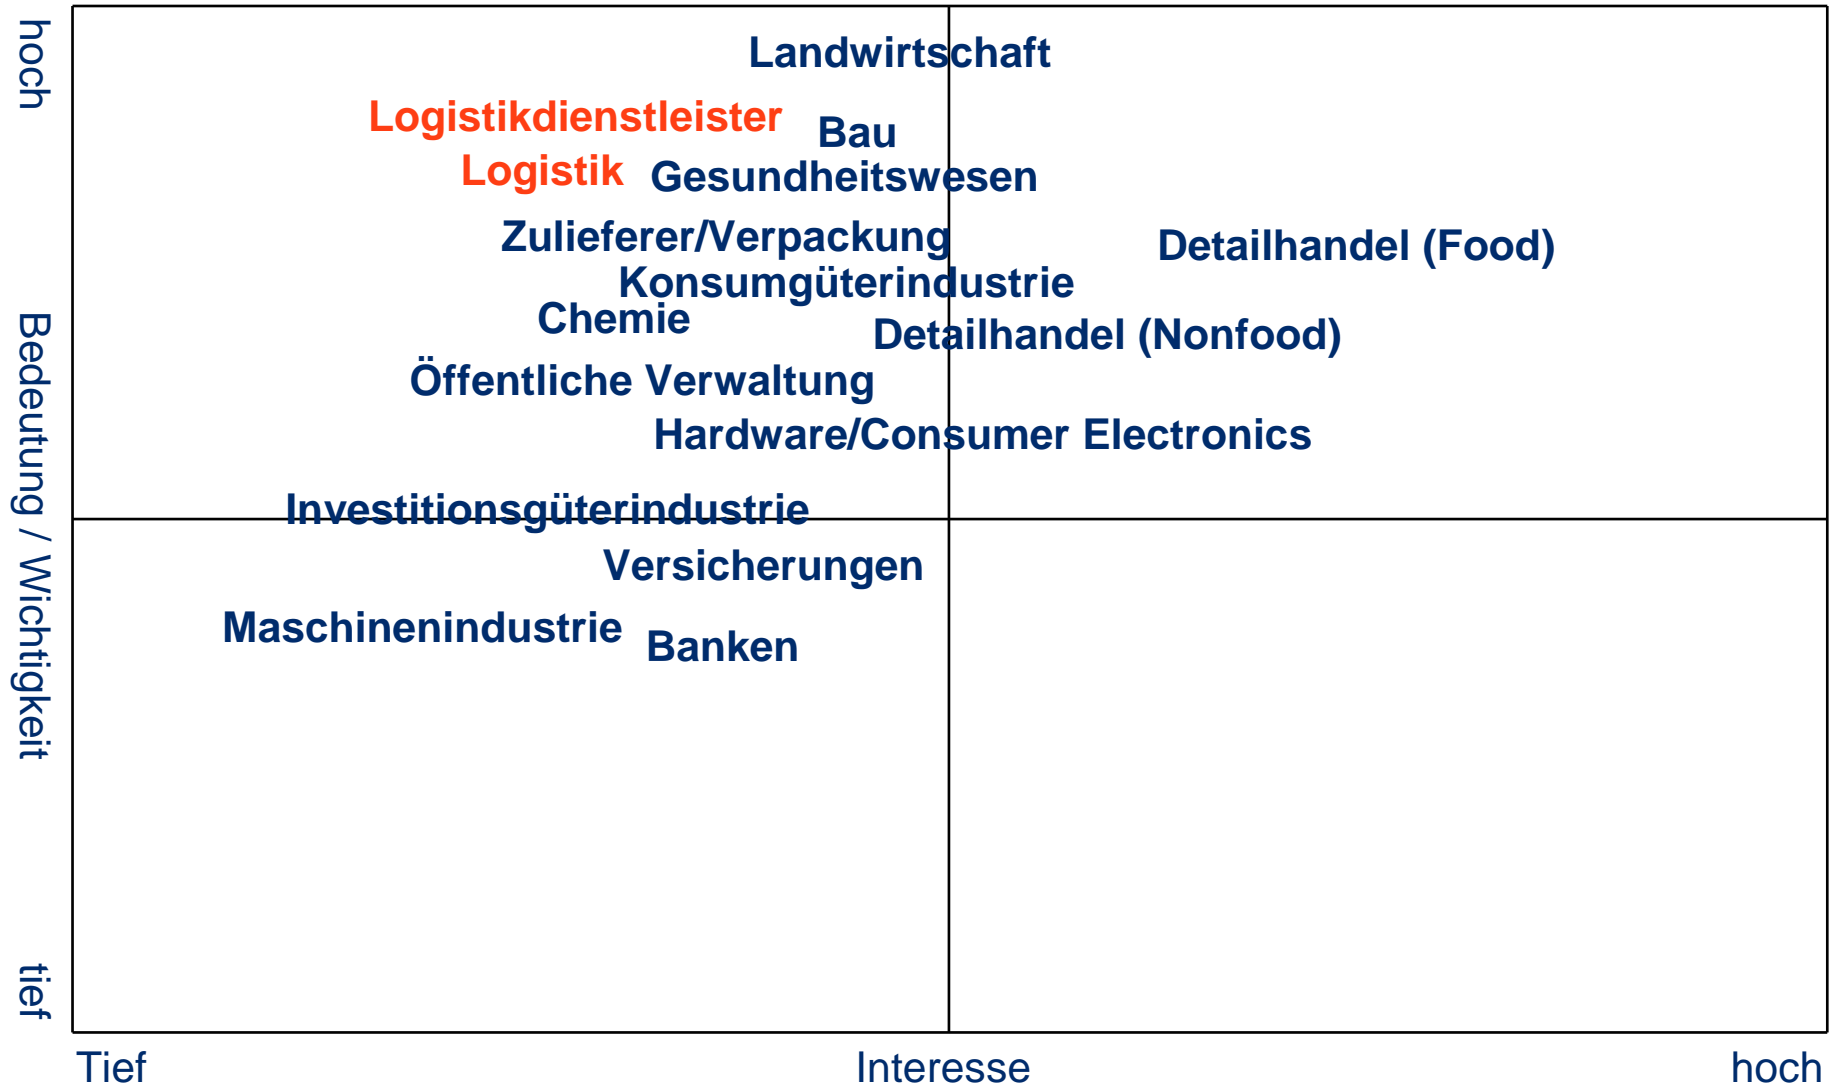 hoch
Bedeutung / Wichtigkeit
tief
Landwirtschaft
Logistikdienstleister
Bau
Logistik
Gesundheitswesen
Zulieferer/Verpackung
Detailhandel (Food)
Konsumgüterindustrie
Chemie
Detailhandel (Nonfood)
Öffentliche Verwaltung
Hardware/Consumer Electronics
Investitionsgüterindustrie
Versicherungen
Maschinenindustrie
Banken
Tief
Interesse
hoch